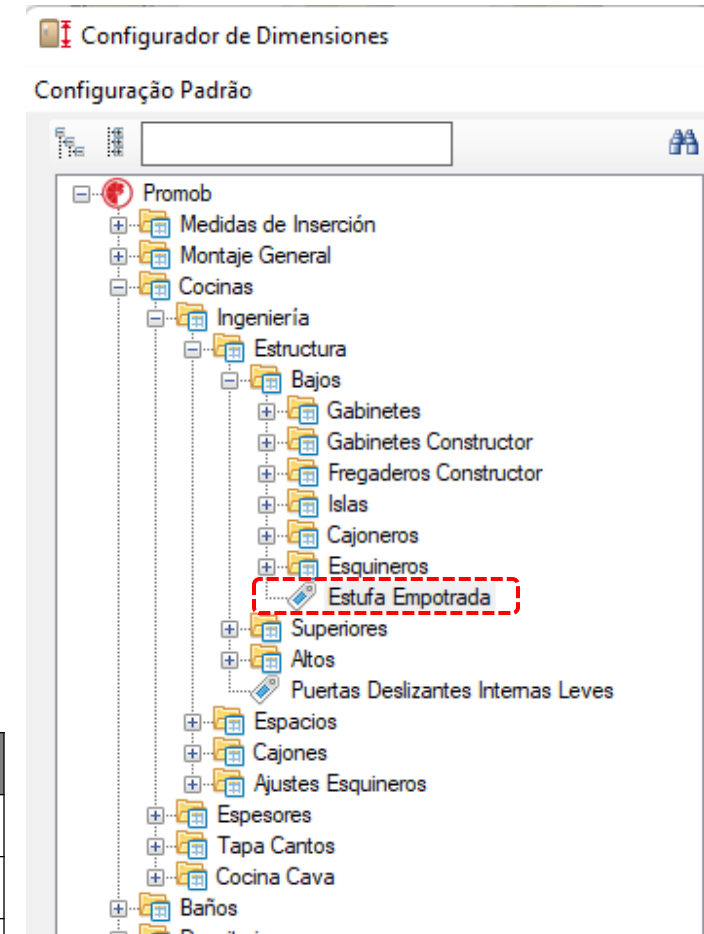 Configurador de Dimensiones
Configuração Padrão
Promob
Medidas de Inserción
Montaje General
Cocinas
Ingeniería
Estructura
Bajos
Gabinetes
Gabinetes Constructor
Fregaderos Constructor
Islas
Cajoneros
Esquineros
Estufa Empotrada
Superiores
Altos
Puertas Deslizantes Internas Leves
Espacios
Cajones
Ajustes Esquineros
Espesores
Tapa Cantos
Cocina Cava
Baños